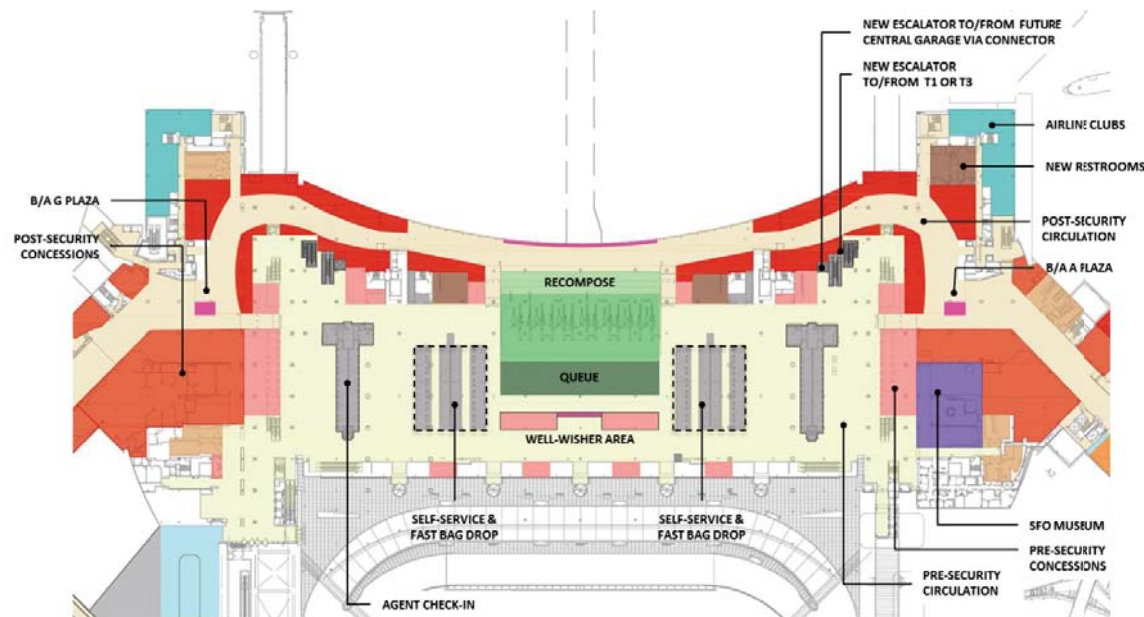 NEW ESCALATOR TO/FROM FUTURE
CENTRAL GARAGE VIA CONNECTOR
NEW ESCALATOR
TO/FROM T1 OR T3
AIRLINE CLUBS
NEW RESTROOMS
B/A G PLAZA
POST-SECURITY
CONCESSIONS
POST-SECURITY
CIRCULATION
B/A A PLAZA
RECOMPOSE
QUEUE
WELL-WISHER AREA
SELF-SERVICE &
FAST BAG DROP
SELF-SERVICE &
FAST BAG DROP
SFO MUSEUM
PRE-SECURITY
CONCESSIONS
PRE-SECURITY
CIRCULATION
AGENT CHECK-IN